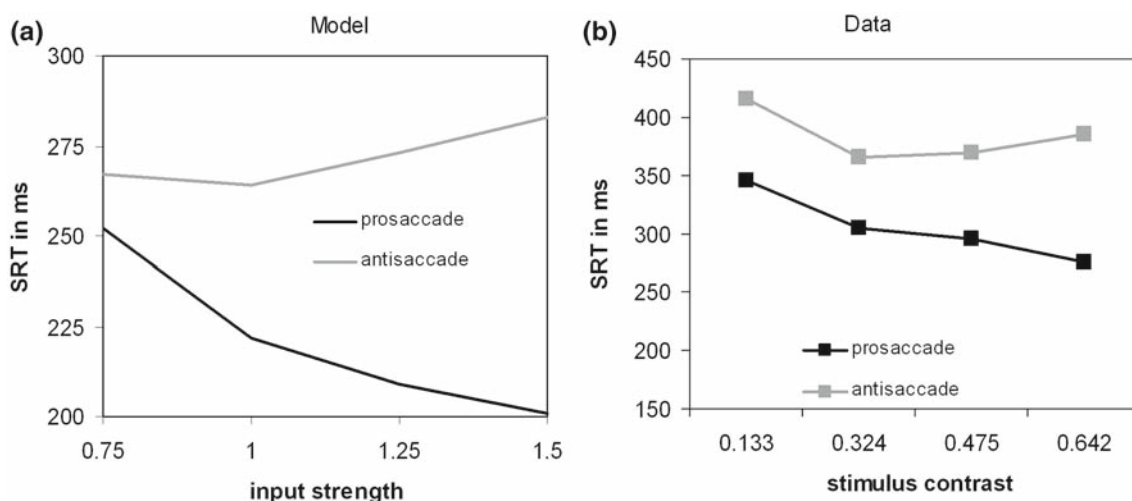 (a)
Model
300
275
250
225
200
SRT in ms
prosaccade
antisaccade
0.75 1 1.25 1.5
input strength
(b)
Data
450
400
350
300
250
200
150
SRT in ms
prosaccade
antisaccade
0.133 0.324 0.475 0.642
stimulus contrast